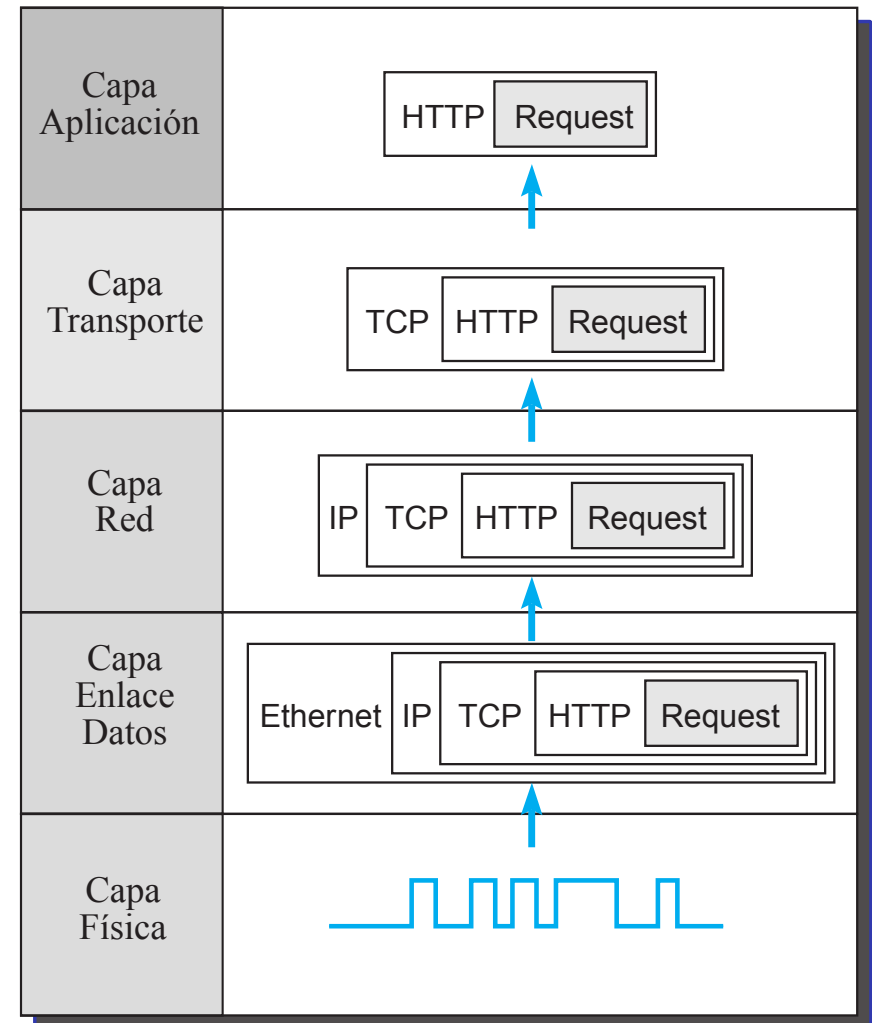 Capa
Aplicación
HTTP Request
Capa
Transporte
TCP HTTP Request
Capa
Red
IP TCP HTTP Request
Capa
Enlace
Datos
Ethernet IP TCP HTTP Request
Capa
Física